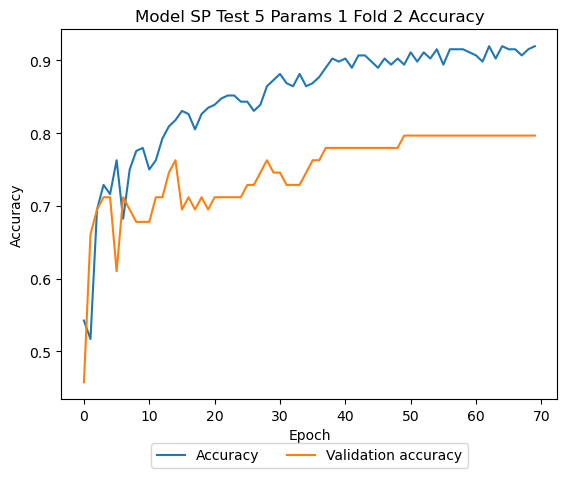 Model SP Test 5 Params 1 Fold 2 Accuracy
0.9
0.8
0.7
0.6
0.5
Accuracy
0 10 20 30 40 50 60 70
Epoch
Accuracy Validation accuracy